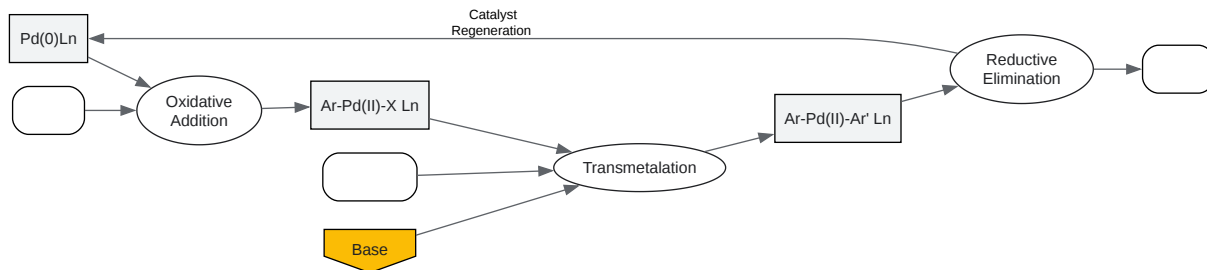 Catalyst
Regeneration
Pd(0)Ln
Oxidative
Addition
Ar-Pd(II)-X Ln
Transmetalation
Base
Ar-Pd(II)-Ar' Ln
Reductive
Elimination